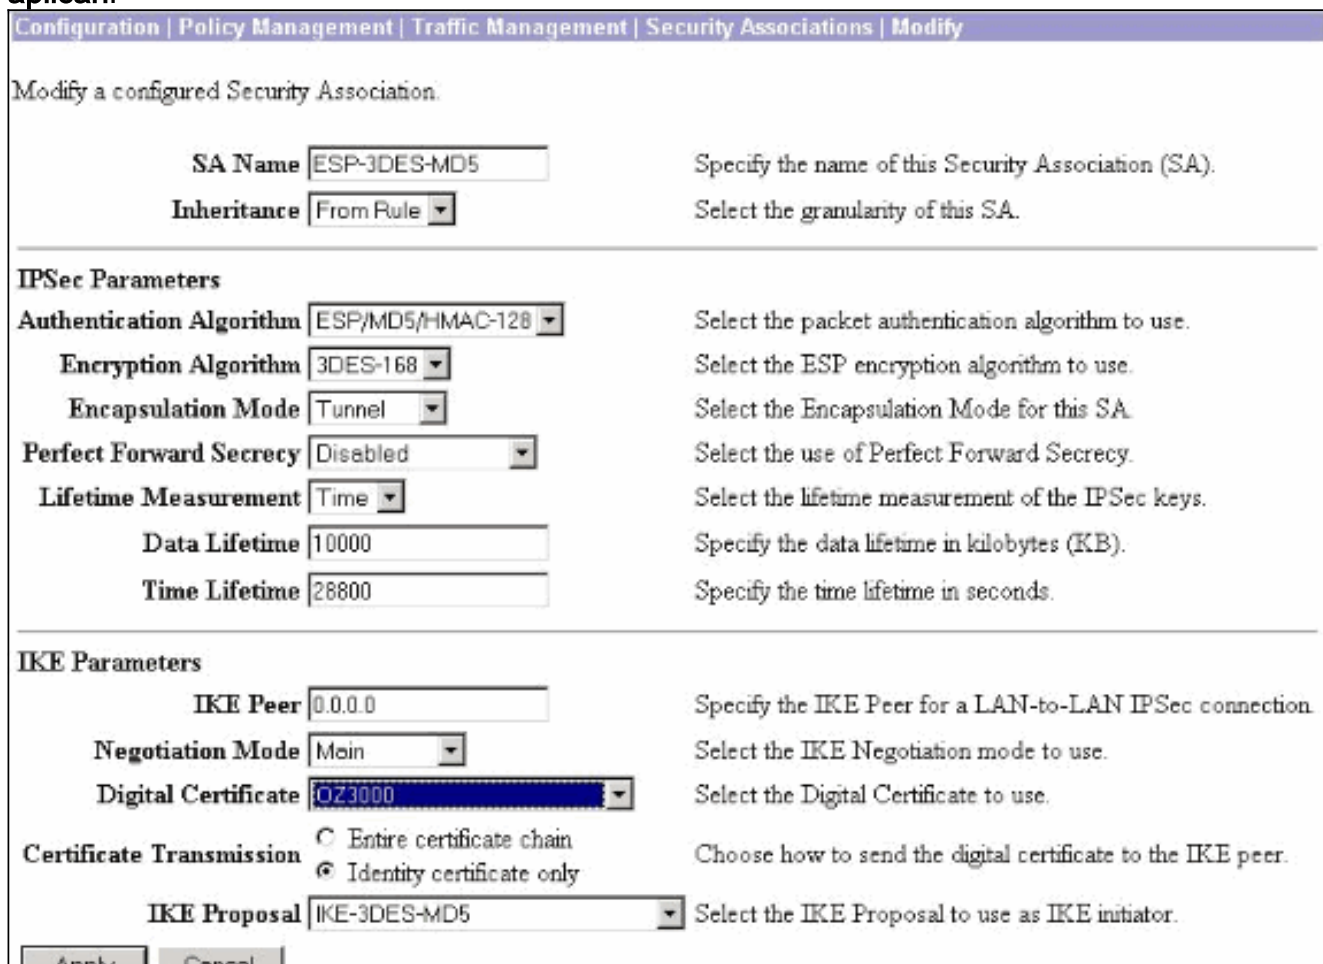 aplicari.
Configuration | Policy Management | Traffic Management | Security Associations | Modify
Modify a configured Security Association.
SA Name ESP-3DES-MD5 Specify the name of this Security Association (SA).
Inheritance From Rule Select the granularity of this SA.
IPSec Parameters
Authentication Algorithm ESP/MD5/HMAC-128 Select the packet authentication algorithm to use.
Encryption Algorithm 3DES-168 Select the ESP encryption algorithm to use.
Encapsulation Mode Tunnel Select the Encapsulation Mode for this SA.
Perfect Forward Secrecy Disabled Select the use of Perfect Forward Secrecy.
Lifetime Measurement Time Select the lifetime measurement of the IPSec keys.
Data Lifetime 10000 Specify the data lifetime in kilobytes (KB).
Time Lifetime 28800 Specify the time lifetime in seconds.
IKE Parameters
IKE Peer 0.0.0.0 Specify the IKE Peer for a LAN-to-LAN IPSec connection.
Negotiation Mode Main Select the IKE Negotiation mode to use.
Digital Certificate OZ3000 Select the Digital Certificate to use.
Entire certificate chain
Certificate Transmission Choose how to send the digital certificate to the IKE peer.
Identity certificate only
IKE Proposal IKE-3DES-MD5 Select the IKE Proposal to use as IKE initiator.
Apply Cancel